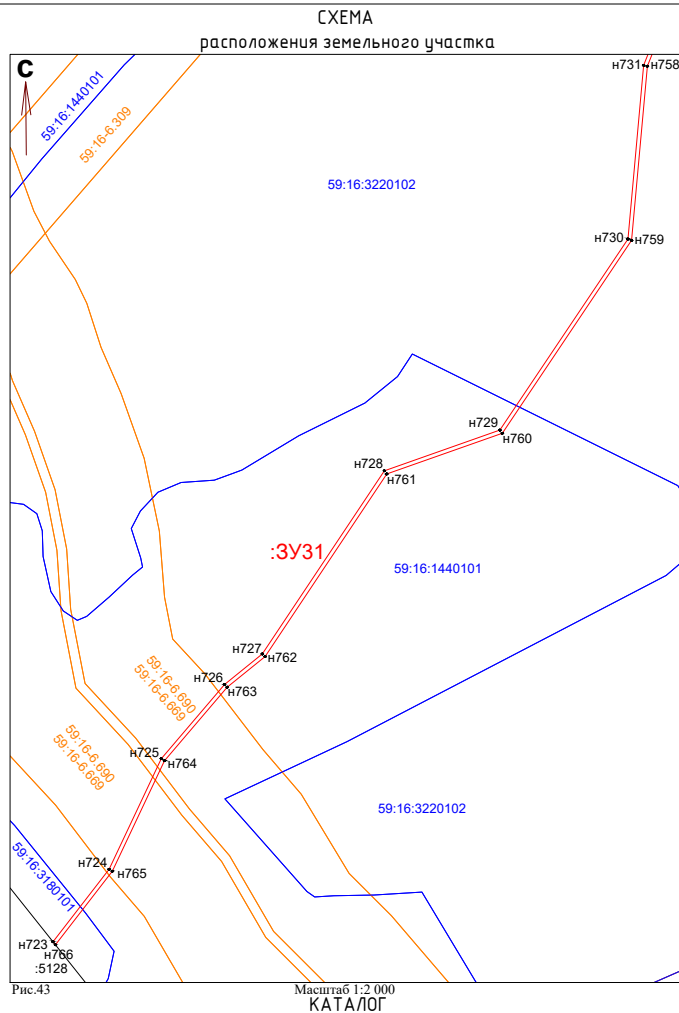 СХЕМА
расположения земельного участка
С
н731
н758
59:16:1440101
59:16-6.309
59:16:3220102
н730
н759
н729
н760
н728
н761
:ЗУ31
59:16:1440101
н727
н762
59:16-6.690
59:16-6.669
н726
н763
59:16-6.690
59:16-6.669
н725
н764
59:16:3220102
59:16:3180101
н724
н765
н723
н766
:5128
Рис.43
Масштаб 1:2 000
КАТАЛОГ